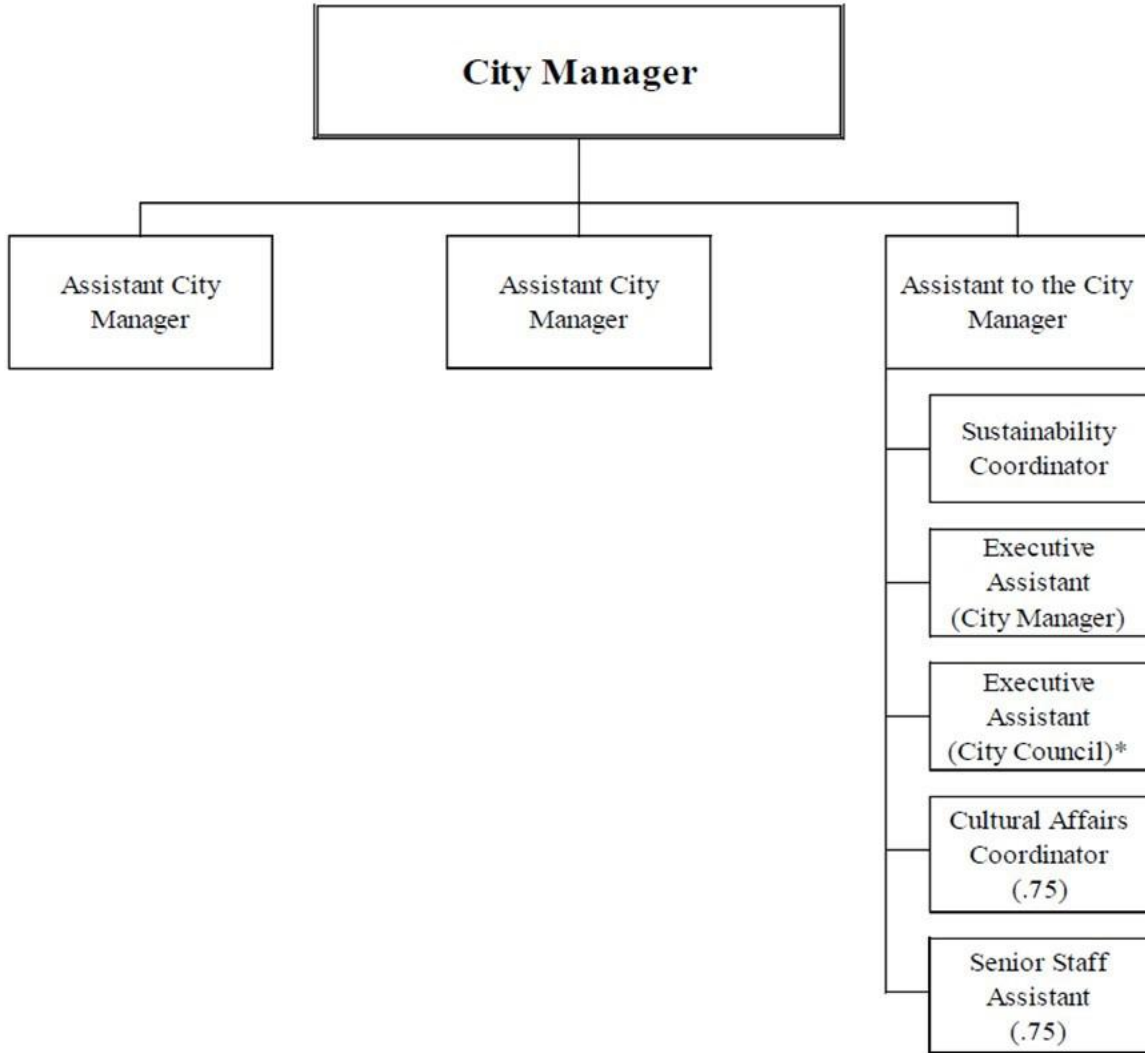 City Manager
Assistant City
Manager
Assistant City
Manager
Assistant to the City
Manager
Sustainability
Coordinator
Executive
Assistant
(City Manager)
Executive
Assistant
(City Council)*
Cultural Affairs
Coordinator
(.75)
Senior Staff
Assistant
(.75)